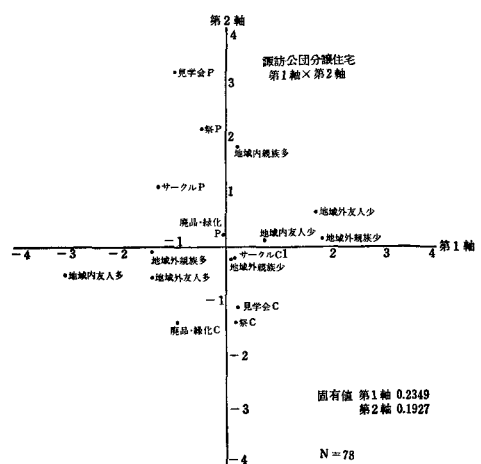 第2軸
4
見学会P
3
諏訪公団分譲住宅
第1軸×第2軸
祭P
2
地域内親族多
サークルP
1
地域外友人少
廃品・緑化
P
地域内友人少
地域外親族少
-4 -3 -2 -1 0 1 2 3 4 第1軸
地域外親族多
サークルC
地域外親族少
地域内友人多
地域外友人多
-1
見学会C
廃品・緑化C
祭C
-2
固有値 第1軸 0.2349
第2軸 0.1927
-3
N=78
-4